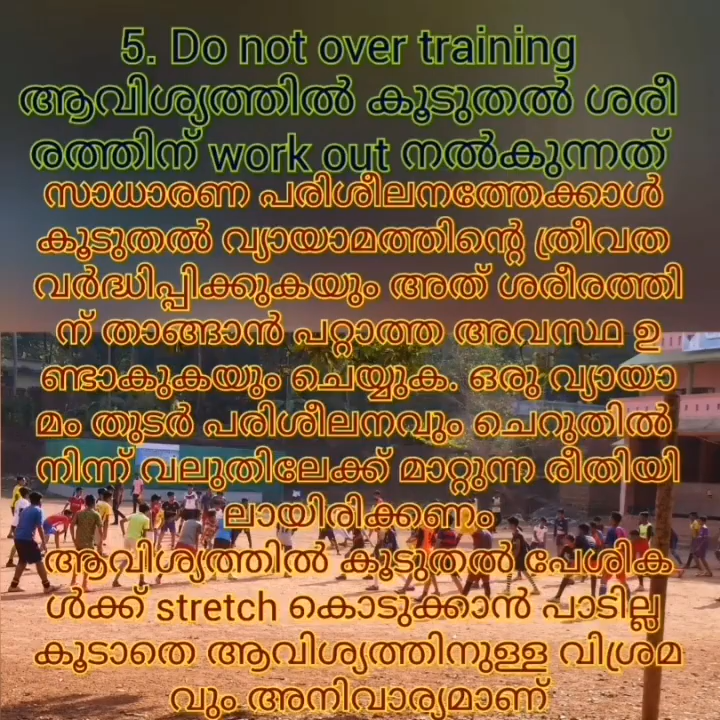 5. Do not over training
ആവിശ്യത്തിൽ കൂടുതൽ ശരീ
രത്തിന് work out നൽകുന്നത്
സാധാരണ പരിശീലനത്തേക്കാൾ
കൂടുതൽ വ്യായാമത്തിന്റെ ത്രീവത
വർദ്ധിപ്പിക്കുകയും അത് ശരീരത്തി
ന് താങ്ങാൻ പറ്റാത്ത അവസ്ഥ ഉ
ണ്ടാകുകയും ചെയ്യുക. ഒരു വ്യായാ
മം തുടർ പരിശീലനവും ചെറുതിൽ
നിന്ന് വലുതിലേക്ക് മാറ്റുന്ന രീതിയി
ലായിരിക്കണം
ആവിശ്യത്തിൽ കൂടുതൽ പേശിക
ൾക്ക് stretch കൊടുക്കാൻ പാടില്ല
കൂടാതെ ആവിശ്യത്തിനുള്ള വിശ്രമ
വും അനിവാര്യമാണ്